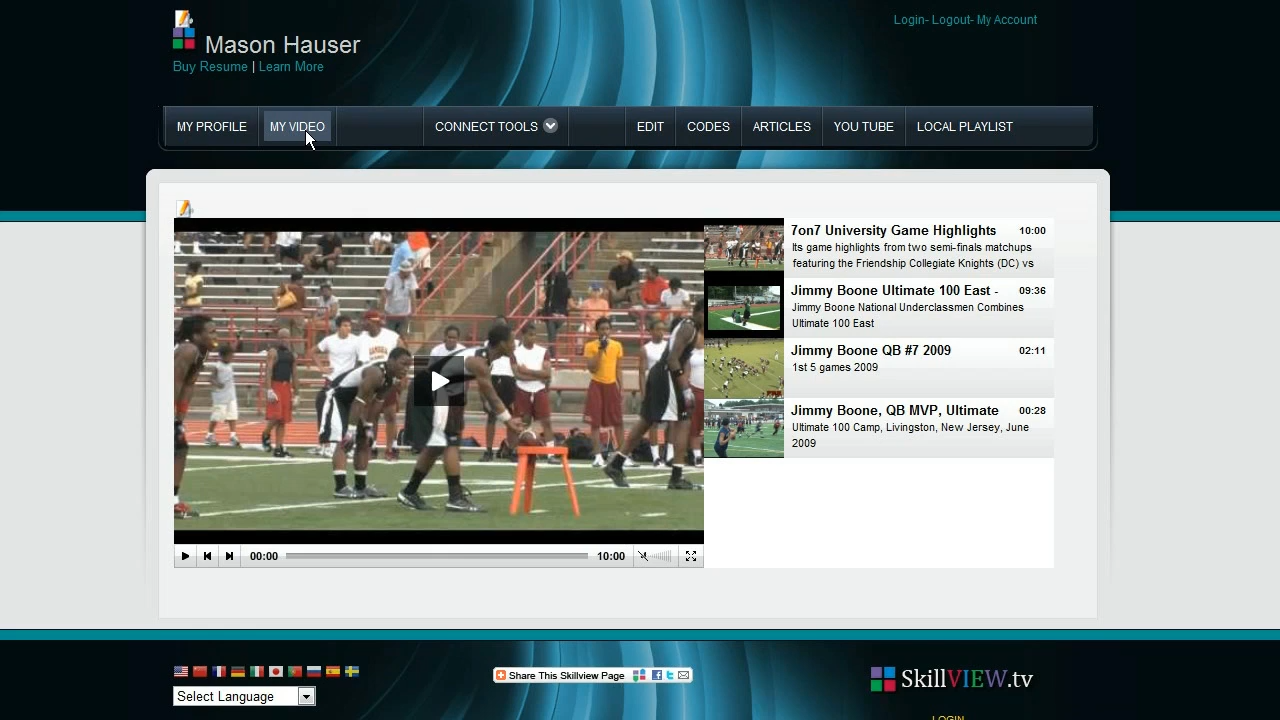 Mason Hauser
Login- Logout- My Account
Buy Resume | Learn More
MY PROFILE
MY VIDEO
CONNECT TOOLS
EDIT
CODES
ARTICLES
YOU TUBE
LOCAL PLAYLIST
7on7 University Game Highlights 10:00
Its game highlights from two semi-finals matchups
featuring the Friendship Collegiate Knights (DC) vs
Jimmy Boone Ultimate 100 East - 09:36
Jimmy Boone National Underclassmen Combines
Ultimate 100 East
Jimmy Boone QB #7 2009 02:11
1st 5 games 2009
Jimmy Boone, QB MVP, Ultimate 00:28
Ultimate 100 Camp, Livingston, New Jersey, June
2009
00:00
10:00
Share This Skillview Page
SkillVIEW.tv
Select Language
LOGIN